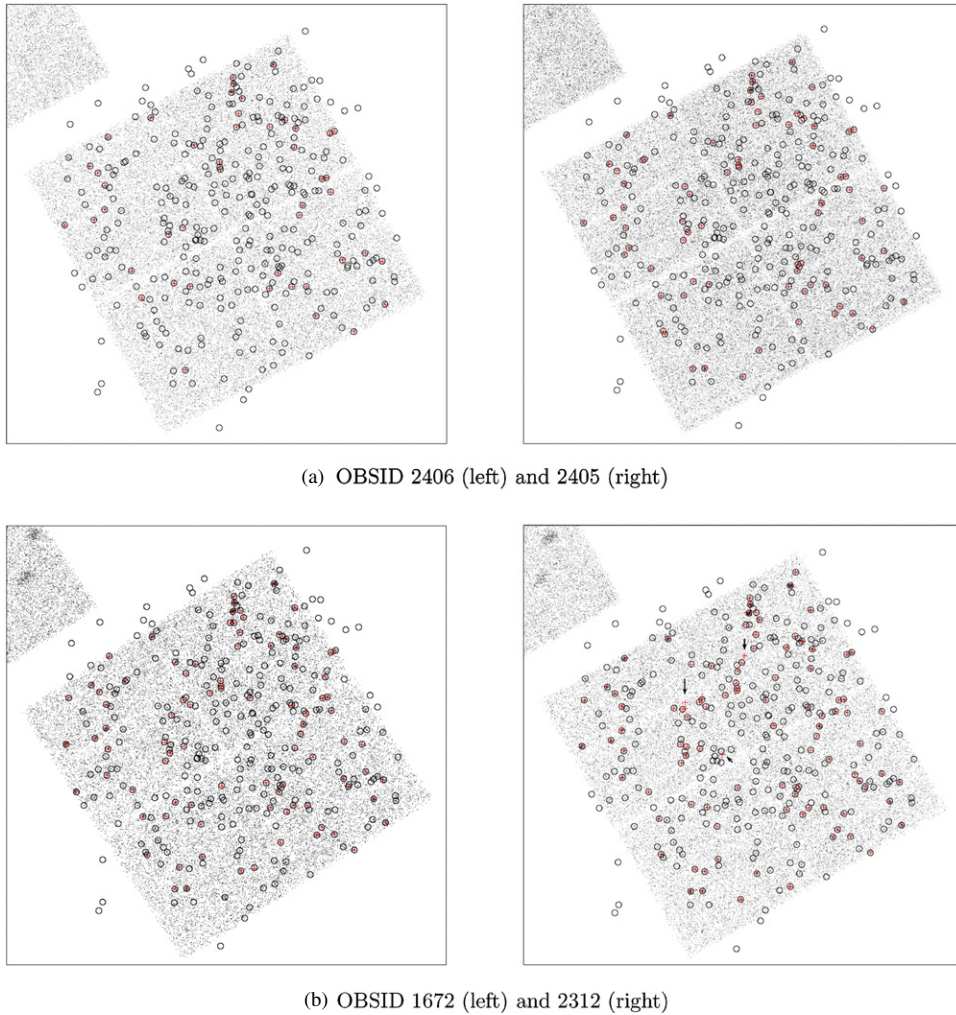 (a) OBSID 2406 (left) and 2405 (right)
(b) OBSID 1672 (left) and 2312 (right)